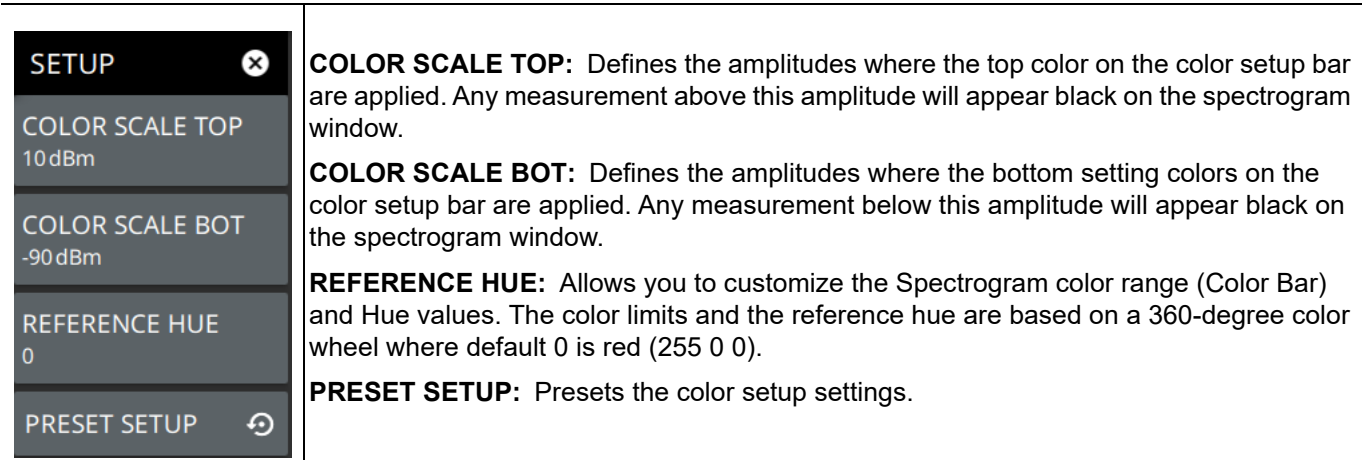 SETUP
COLOR SCALE TOP
10 dBm
COLOR SCALE BOT
-90 dBm
REFERENCE HUE
0
PRESET SETUP
COLOR SCALE TOP: Defines the amplitudes where the top color on the color setup bar
are applied. Any measurement above this amplitude will appear black on the spectrogram
window.
COLOR SCALE BOT: Defines the amplitudes where the bottom setting colors on the
color setup bar are applied. Any measurement below this amplitude will appear black on
the spectrogram window.
REFERENCE HUE: Allows you to customize the Spectrogram color range (Color Bar)
and Hue values. The color limits and the reference hue are based on a 360-degree color
wheel where default 0 is red (255 0 0).
PRESET SETUP: Presets the color setup settings.